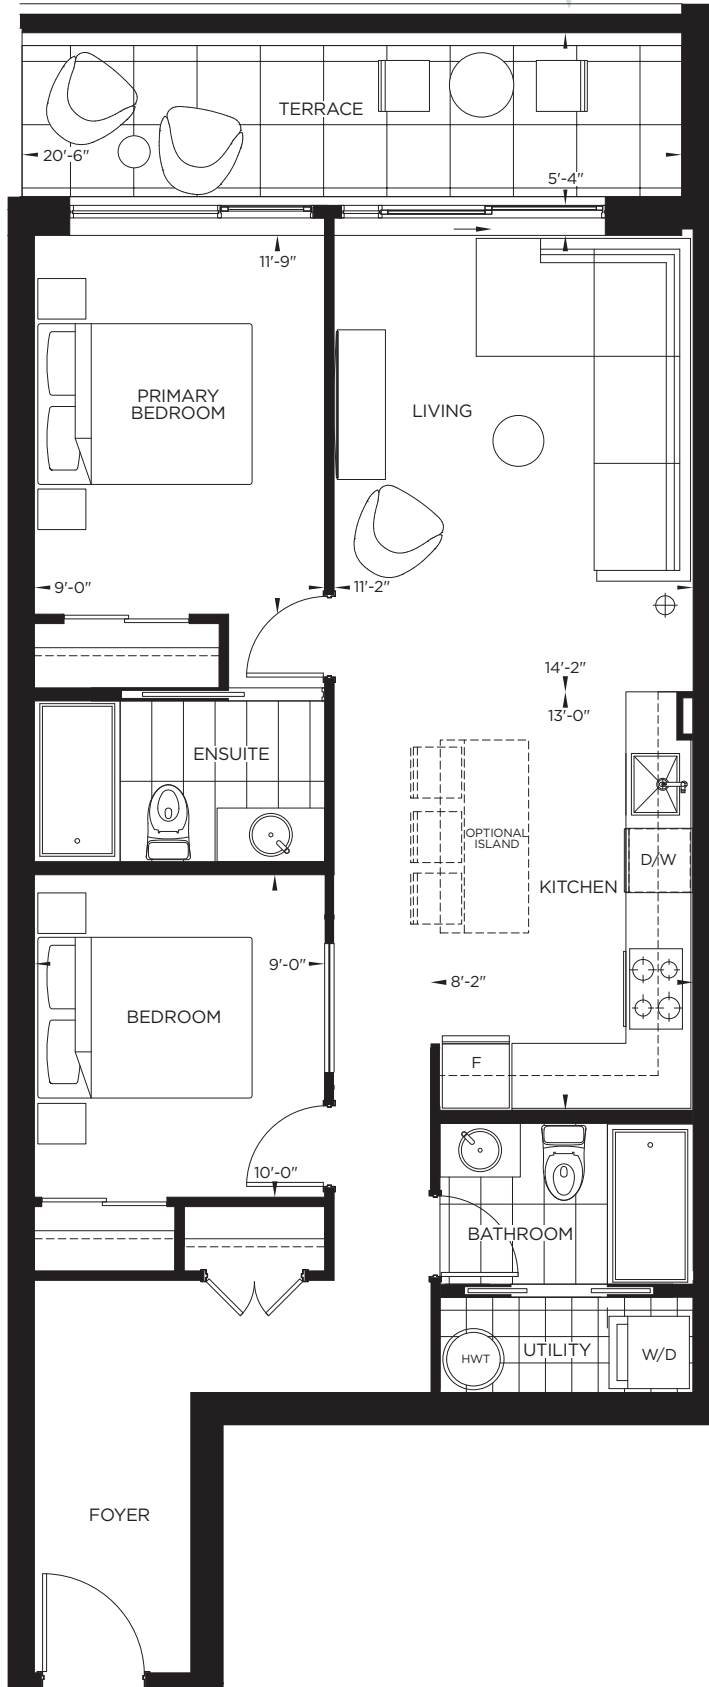 TERRACE
20'-6"
5'-4"
11'-9"
PRIMARY
BEDROOM
LIVING
9'-0"
11'-2"
14'-2"
13'-0"
ENSUITE
OPTIONAL
ISLAND
D/W
KITCHEN
9'-0"
8'-2"
BEDROOM
F
10'-0"
BATHROOM
UTILITY
HWT
W/D
FOYER